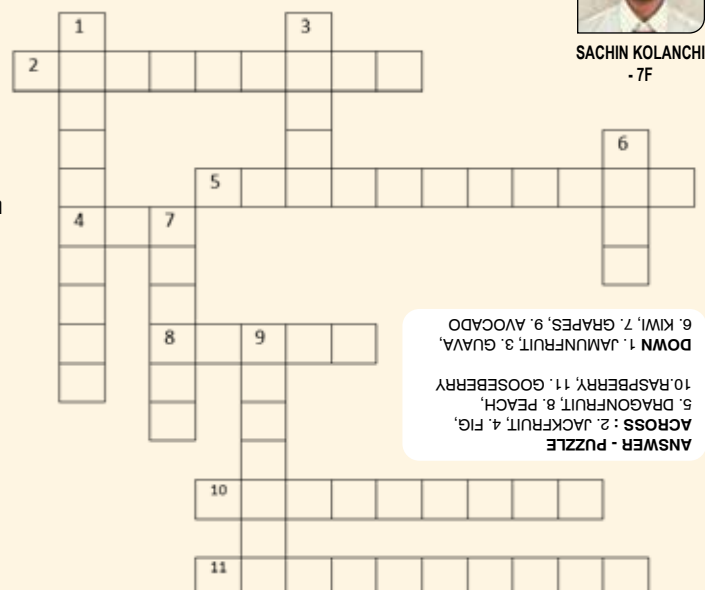 1
3
2
SACHIN KOLANCHI
- 7F
6
5
4
7
8
9
10
11
ANSWER - PUZZLE
ACROSS : 2. JACKFRUIT, 4. FIG,
5. DRAGONFRUIT, 8. PEACH,
10.RASPBERRY, 11. GOOSEBERRY
DOWN 1. JAMUNFRUIT, 3. GUAVA,
6. KIWI, 7. GRAPES, 9. AVOCADO